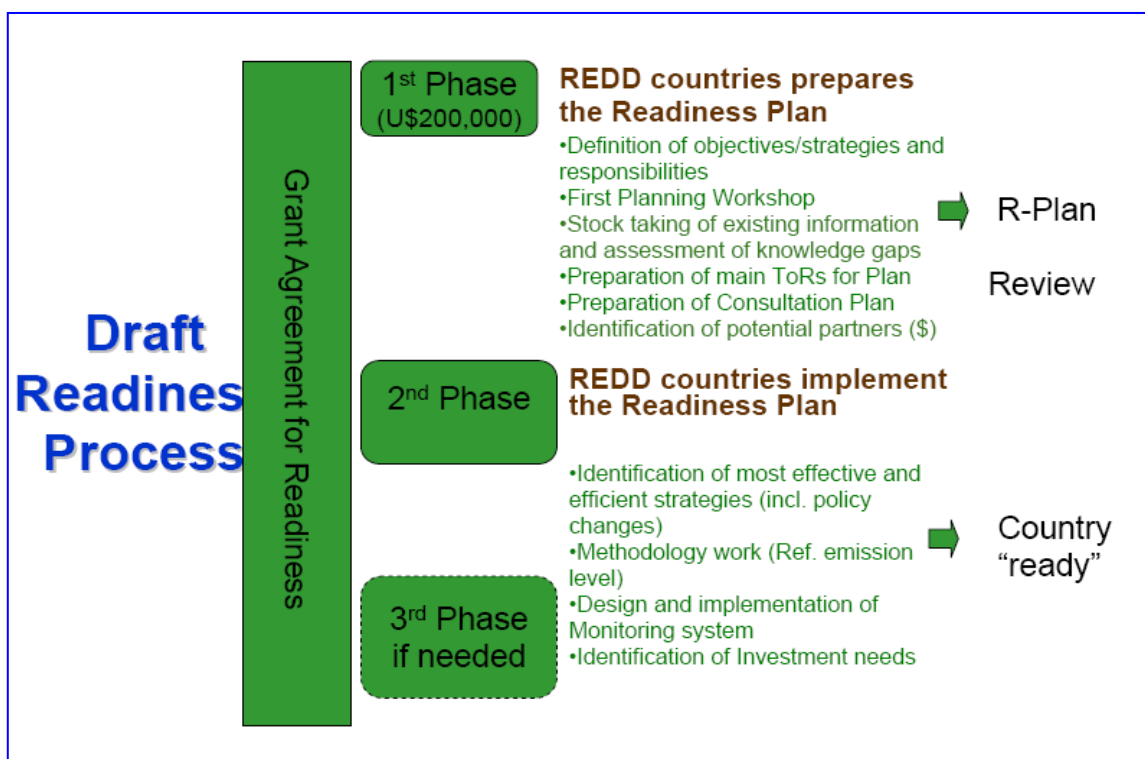 Draft
Readines
Process
Grant Agreement for Readiness
1st Phase
(U$200,000)
REDD countries prepares
the Readiness Plan
•Definition of objectives/strategies and
responsibilities
•First Planning Workshop
•Stock taking of existing information
and assessment of knowledge gaps
•Preparation of main ToRs for Plan
•Preparation of Consultation Plan
•Identification of potential partners ($)
R-Plan
Review
2nd Phase
REDD countries implement
the Readiness Plan
•Identification of most effective and
efficient strategies (incl. policy
changes)
•Methodology work (Ref. emission
level)
•Design and implementation of
Monitoring system
•Identification of Investment needs
Country
“ready”
3rd Phase
if needed